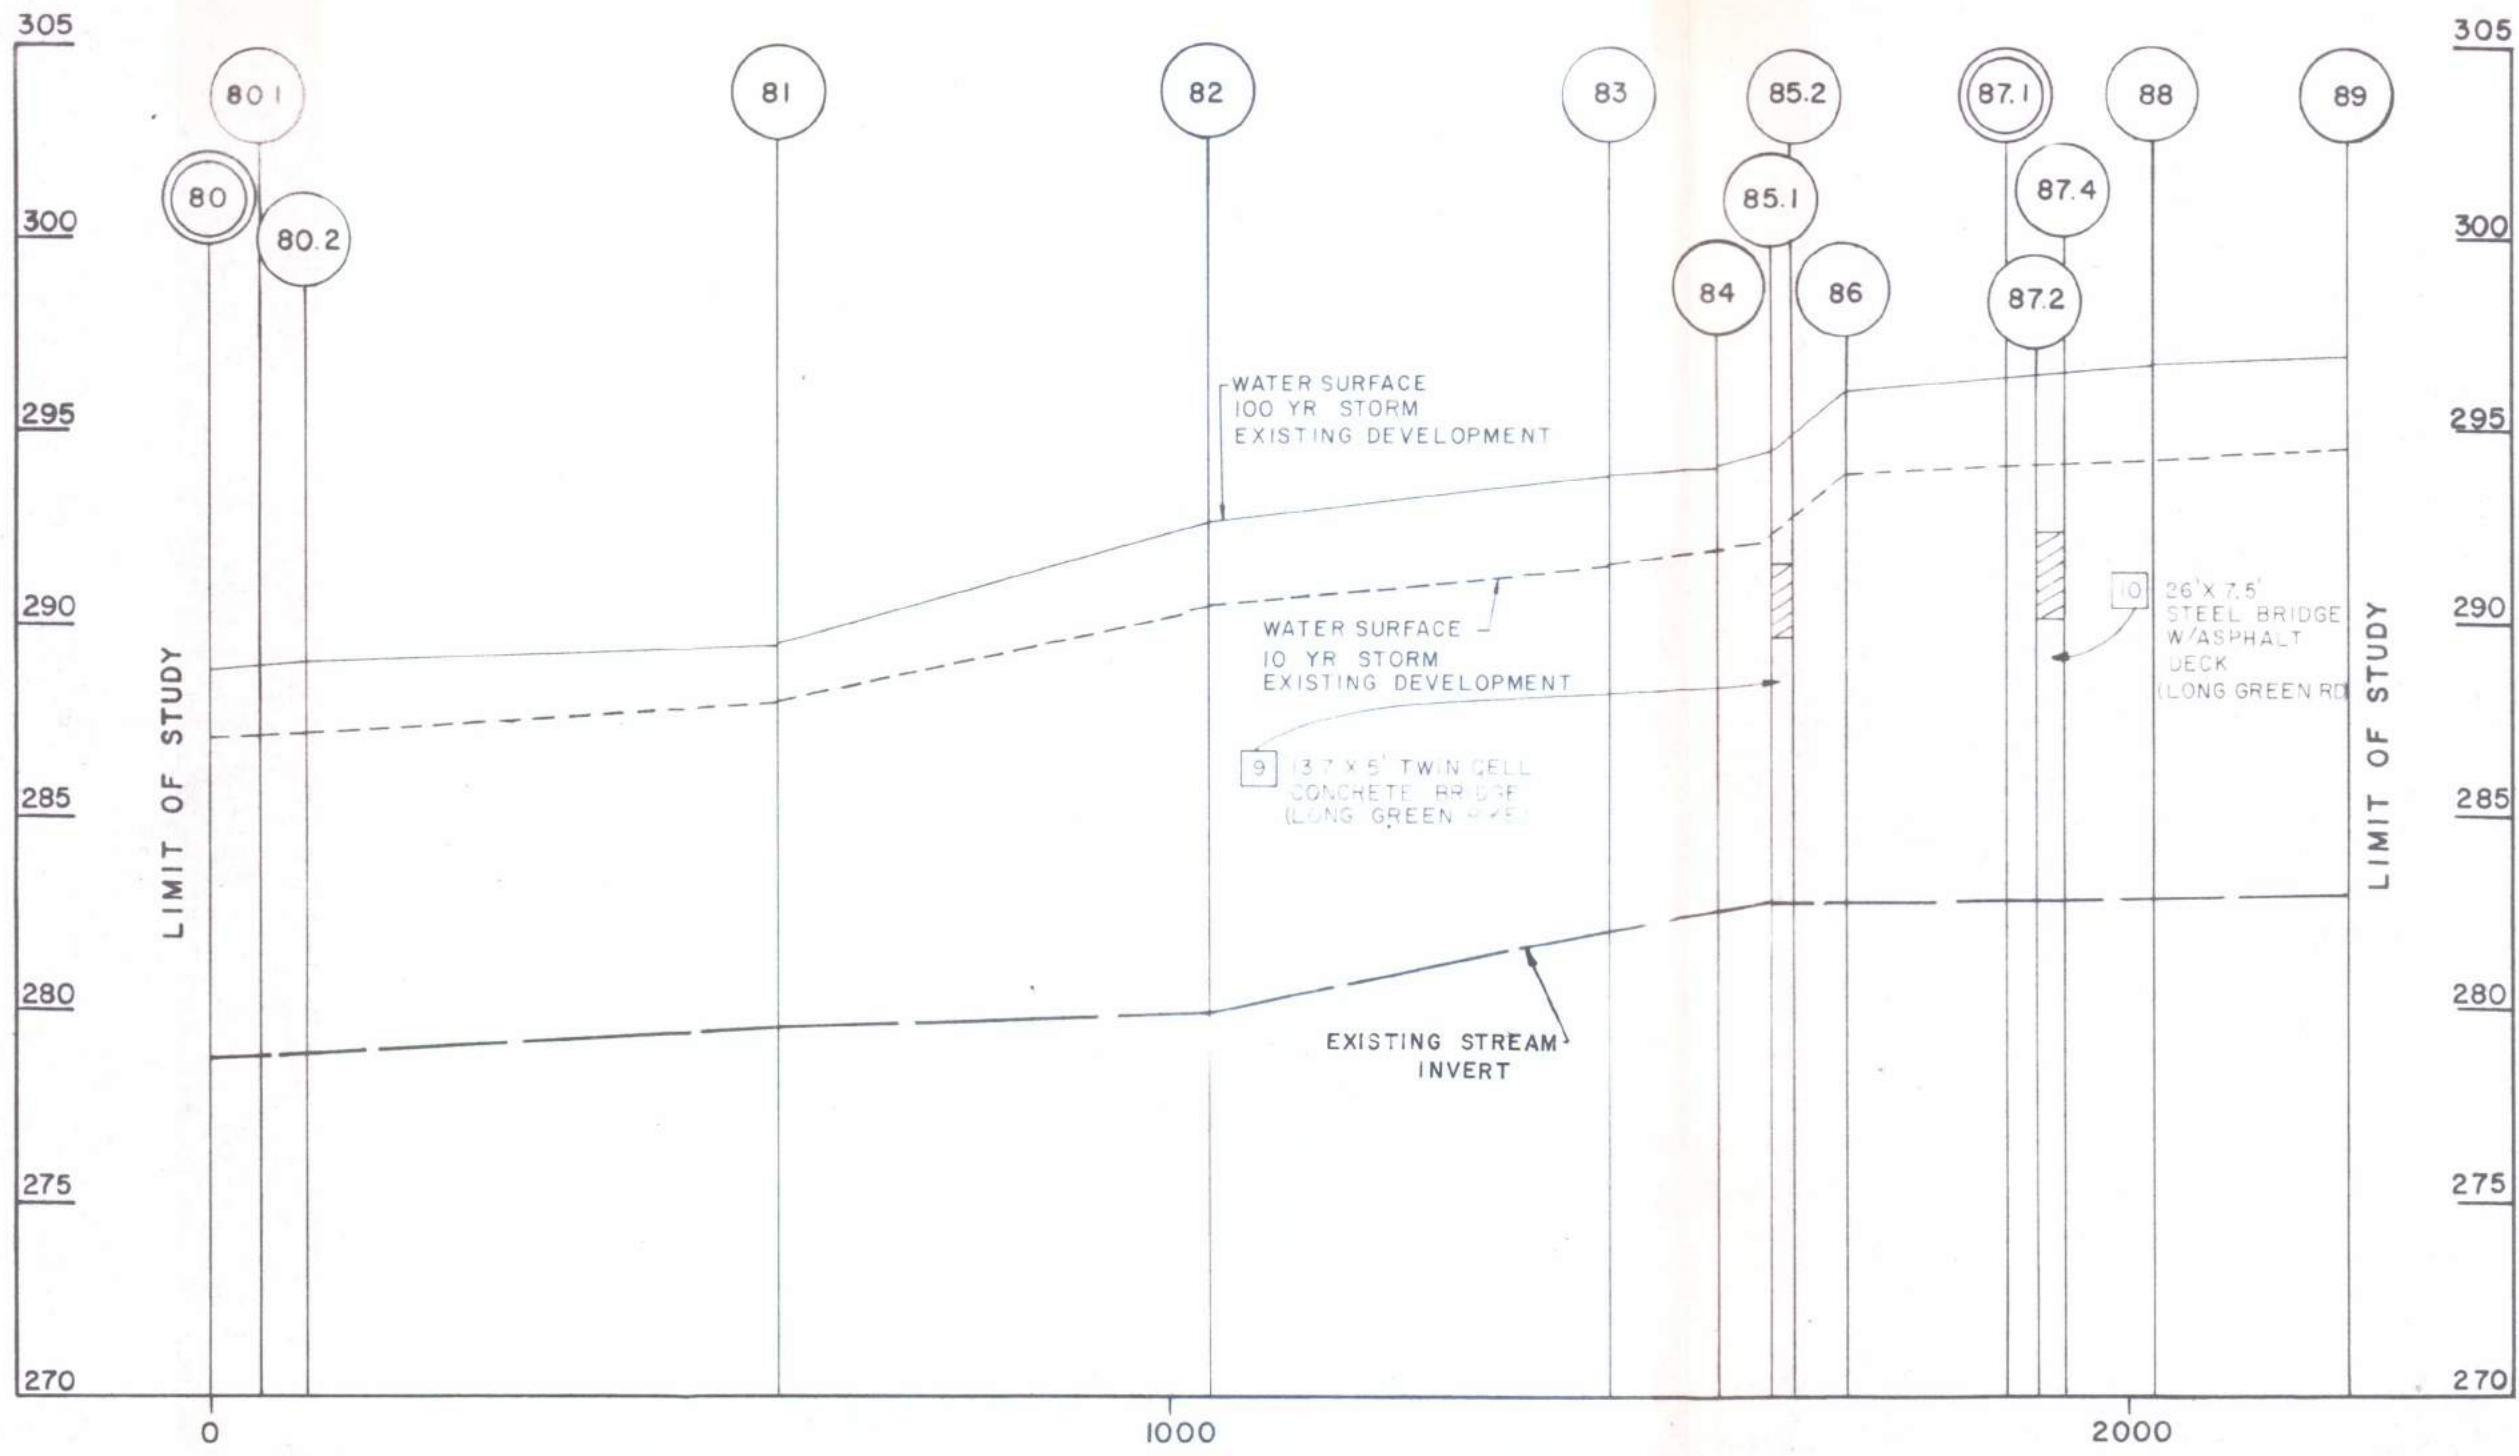 305
300
295
290
285
280
275
270
305
300
295
290
285
280
275
270
80 1
80
80.2
81
82
83
84
85.1
85.2
86
87.1
87.2
87.4
88
89
WATER SURFACE
100 YR STORM
EXISTING DEVELOPMENT
WATER SURFACE
10 YR STORM
EXISTING DEVELOPMENT
9
13.7 X 5' TWIN CELL
CONCRETE BRIDGE
(LONG GREEN
10
26' X 7.5'
STEEL BRIDGE
W/ASPHALT
DECK
(LONG GREEN RD
EXISTING STREAM
INVERT
LIMIT OF STUDY
LIMIT OF STUDY
0
1000
2000